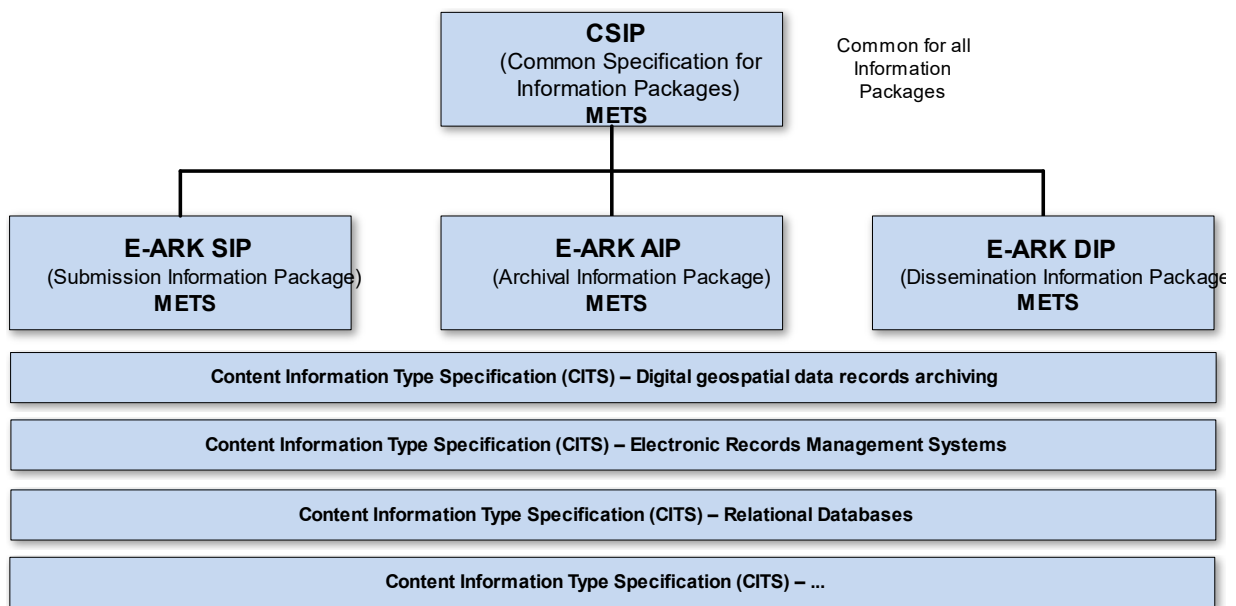 CSIP
(Common Specification for
Information Packages)
METS
Common for all
Information
Packages
E-ARK SIP
(Submission Information Package)
METS
E-ARK AIP
(Archival Information Package)
METS
E-ARK DIP
(Dissemination Information Package
METS
Content Information Type Specification (CITS) – Digital geospatial data records archiving
Content Information Type Specification (CITS) – Electronic Records Management Systems
Content Information Type Specification (CITS) – Relational Databases
Content Information Type Specification (CITS) – ...